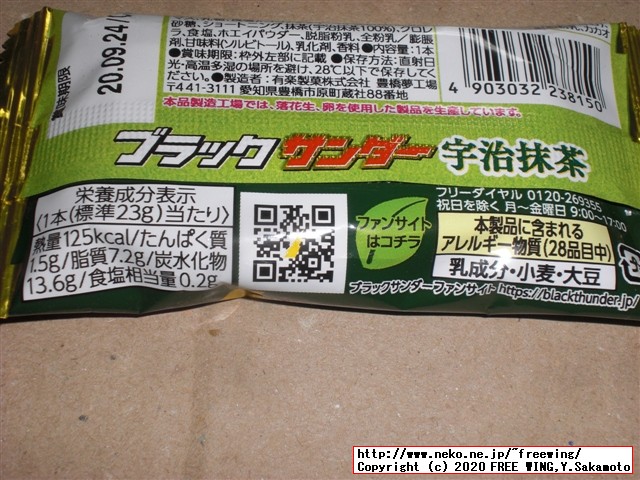 砂糖、ショートニング、抹茶(宇治抹茶100%)、クロレ
ラ、食塩、ホエイパウダー、脱脂粉乳、全粉乳/膨張
剤、甘味料(ソルビトール)、乳化剤、香料 ●内容量:1本
●賞味期限:枠外左部に記載 ●保存方法:直射日
光・高温多湿の場所を避け、28℃以下で保存してく
ださい。●製造者:有楽製菓株式会社 豊橋夢工場
〒441-3111 愛知県豊橋市原町蔵社88番地
本品製造工場では、落花生、卵を使用した製品を生産しています。
賞味期限
20.09.24/
4 903032 238150
ブラックサンダー宇治抹茶
栄養成分表示
〈1本(標準23g)当たり〉
熱量125kcal/たんぱく質
1.5g/脂質7.2g/炭水化物
13.6g/食塩相当量0.2g
ファンサイト
はコチラ
フリーダイヤル 0120-269355
祝日を除く 月〜金曜日 9:00〜17:00
本製品に含まれる
アレルギー物質(28品目中)
乳成分・小麦・大豆
ブラックサンダーファンサイト https://blackthunder.jp/
http://www.neko.ne.jp/~freewing/
Copyright (c) 2020 FREE WING,Y.Sakamoto